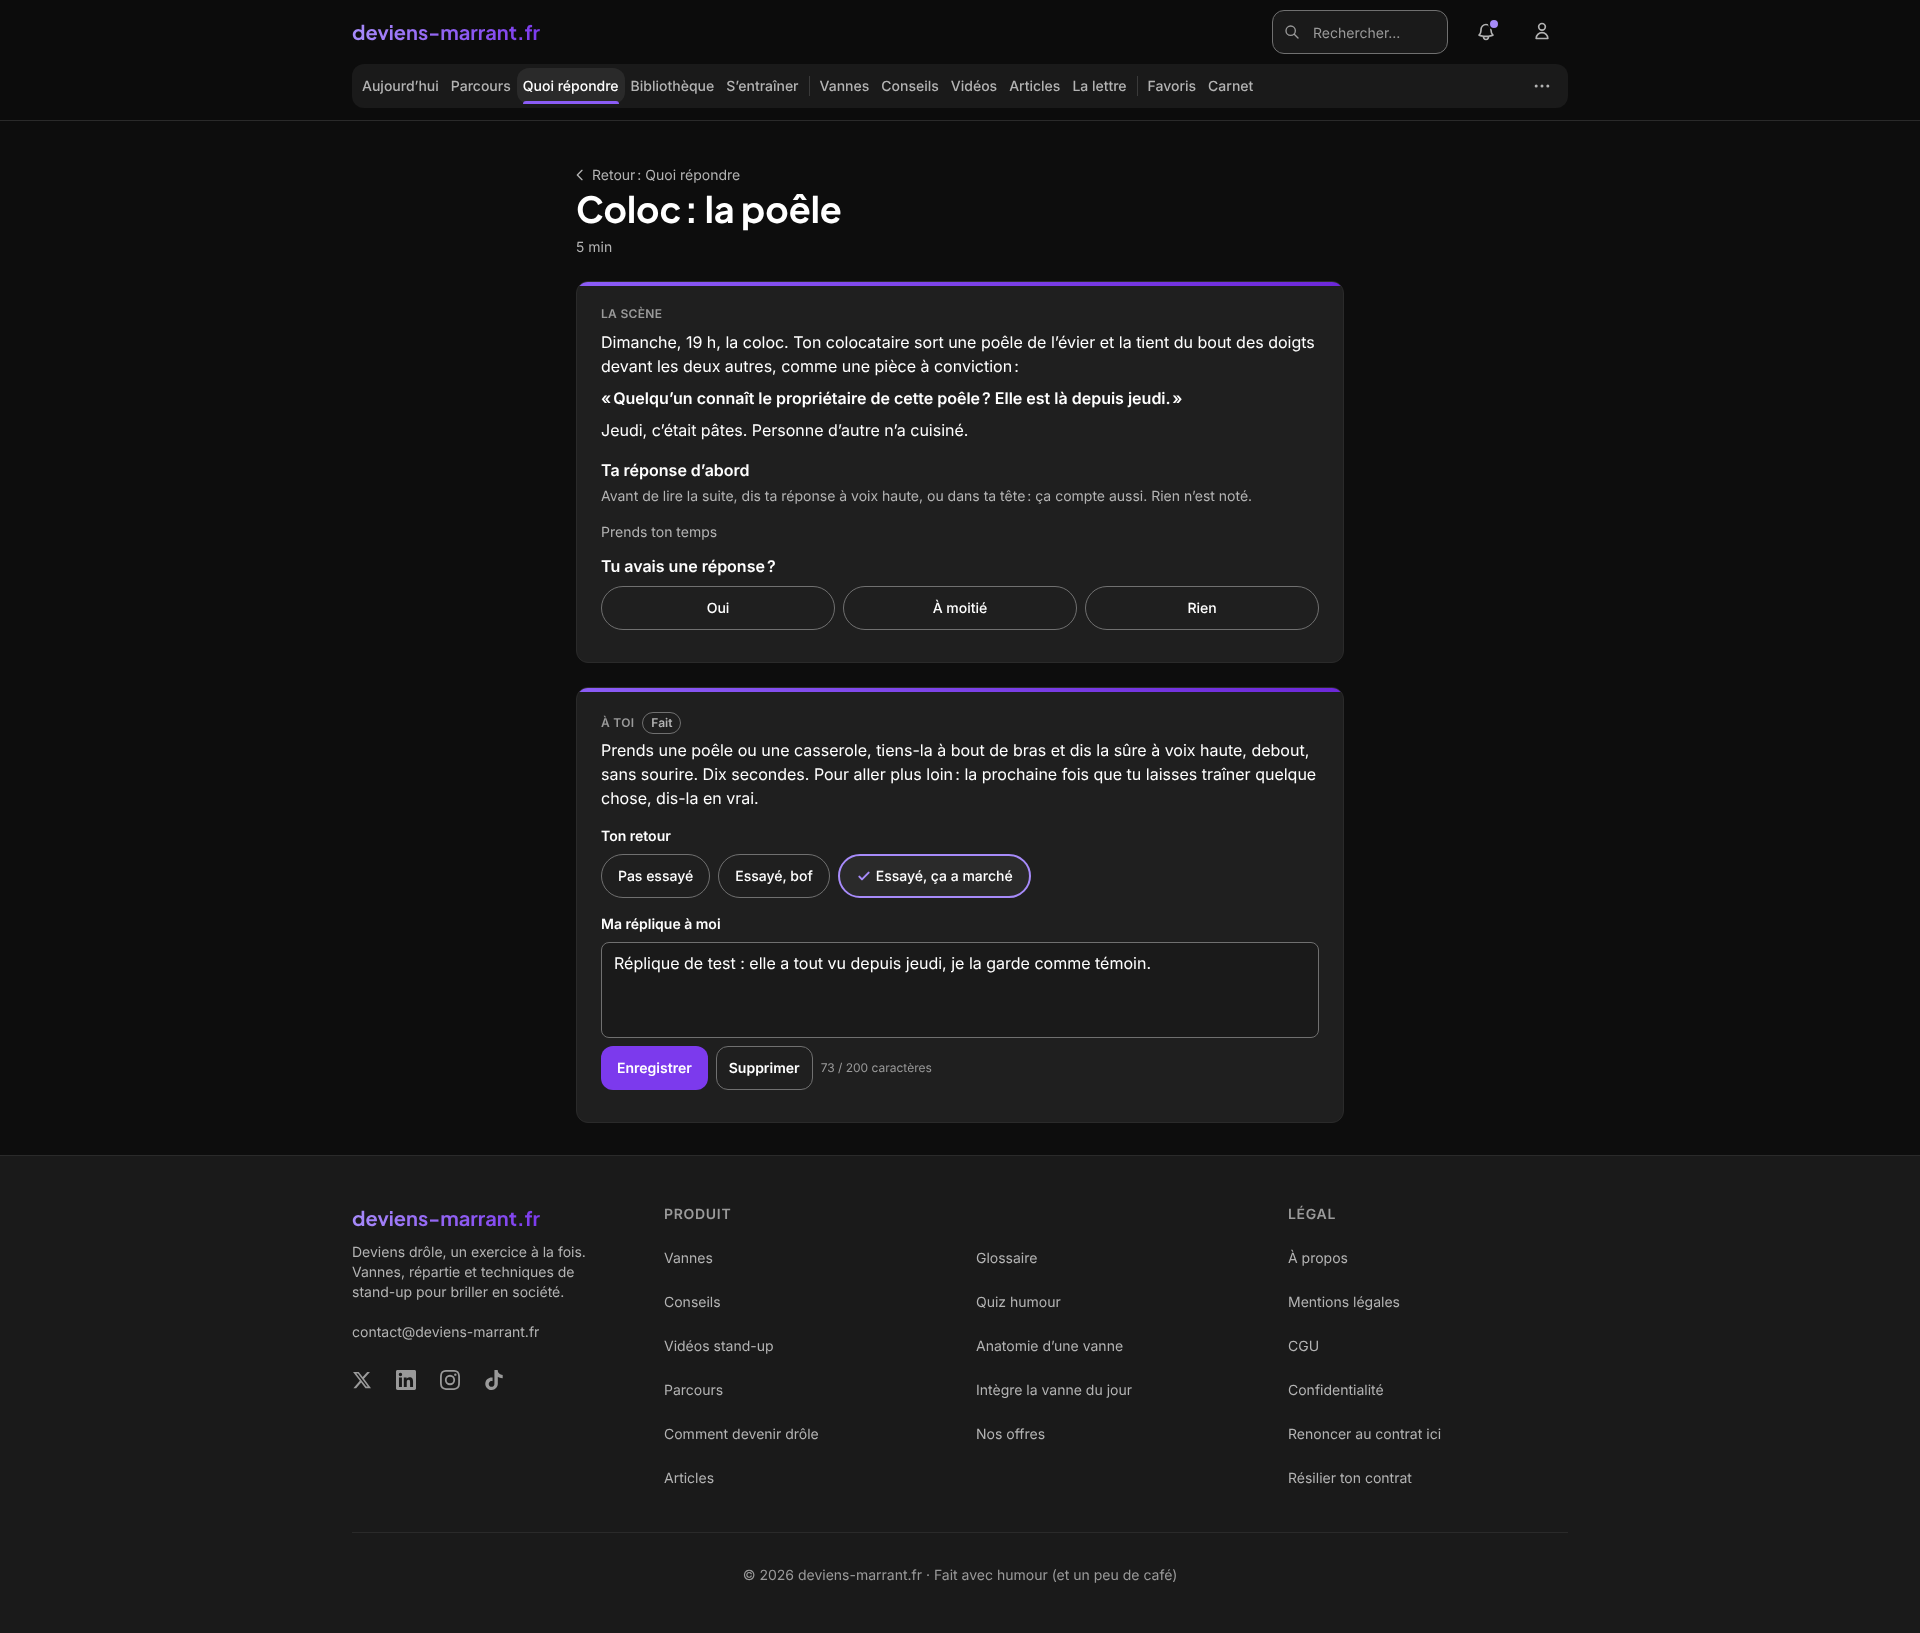 deviens-marrant.fr
Rechercher...
Aujourd’hui Parcours Quoi répondre Bibliothèque S’entraîner Vannes Conseils Vidéos Articles La lettre Favoris Carnet
Retour : Quoi répondre
Coloc : la poêle
5 min
LA SCÈNE
Dimanche, 19 h, la coloc. Ton colocataire sort une poêle de l’évier et la tient du bout des doigts
devant les deux autres, comme une pièce à conviction :
« Quelqu’un connaît le propriétaire de cette poêle ? Elle est là depuis jeudi. »
Jeudi, c’était pâtes. Personne d’autre n’a cuisiné.
Ta réponse d’abord
Avant de lire la suite, dis ta réponse à voix haute, ou dans ta tête : ça compte aussi. Rien n’est noté.
Prends ton temps
Tu avais une réponse ?
Oui À moitié Rien
À TOI Fait
Prends une poêle ou une casserole, tiens-la à bout de bras et dis la sûre à voix haute, debout,
sans sourire. Dix secondes. Pour aller plus loin : la prochaine fois que tu laisses traîner quelque
chose, dis-la en vrai.
Ton retour
Pas essayé Essayé, bof Essayé, ça a marché
Ma réplique à moi
Réplique de test : elle a tout vu depuis jeudi, je la garde comme témoin.
Enregistrer Supprimer 73 / 200 caractères
deviens-marrant.fr
Deviens drôle, un exercice à la fois.
Vannes, répartie et techniques de
stand-up pour briller en société.
contact@deviens-marrant.fr
PRODUIT
Vannes
Conseils
Vidéos stand-up
Parcours
Comment devenir drôle
Articles
Glossaire
Quiz humour
Anatomie d’une vanne
Intègre la vanne du jour
Nos offres
LÉGAL
À propos
Mentions légales
CGU
Confidentialité
Renoncer au contrat ici
Résilier ton contrat
© 2026 deviens-marrant.fr · Fait avec humour (et un peu de café)